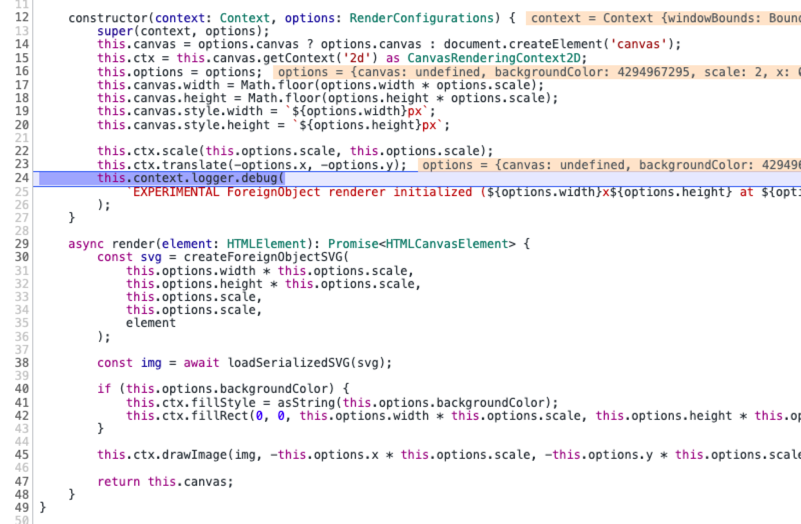 11
12 constructor(context: Context, options: RenderConfigurations) { context = Context {windowBounds: Boun
13 super(context, options);
14 this.canvas = options.canvas ? options.canvas : document.createElement('canvas');
15 this.ctx = this.canvas.getContext('2d') as CanvasRenderingContext2D;
16 this.options = options; options = {canvas: undefined, backgroundColor: 4294967295, scale: 2, x:
17 this.canvas.width = Math.floor(options.width * options.scale);
18 this.canvas.height = Math.floor(options.height * options.scale);
19 this.canvas.style.width = `${options.width}px`;
20 this.canvas.style.height = `${options.height}px`;
21
22 this.ctx.scale(this.options.scale, this.options.scale);
23 this.ctx.translate(-options.x, -options.y); options = {canvas: undefined, backgroundColor: 42949
24 this.context.logger.debug(
25 `EXPERIMENTAL ForeignObject renderer initialized (${options.width}x${options.height} at ${opti
26 );
27 }
28
29 async render(element: HTMLElement): Promise<HTMLCanvasElement> {
30 const svg = createForeignObjectSVG(
31 this.options.width * this.options.scale,
32 this.options.height * this.options.scale,
33 this.options.scale,
34 this.options.scale,
35 element
36 );
37
38 const img = await loadSerializedSVG(svg);
39
40 if (this.options.backgroundColor) {
41 this.ctx.fillStyle = asString(this.options.backgroundColor);
42 this.ctx.fillRect(0, 0, this.options.width * this.options.scale, this.options.height * this.op
43 }
44
45 this.ctx.drawImage(img, -this.options.x * this.options.scale, -this.options.y * this.options.scale
46
47 return this.canvas;
48 }
49 }
50